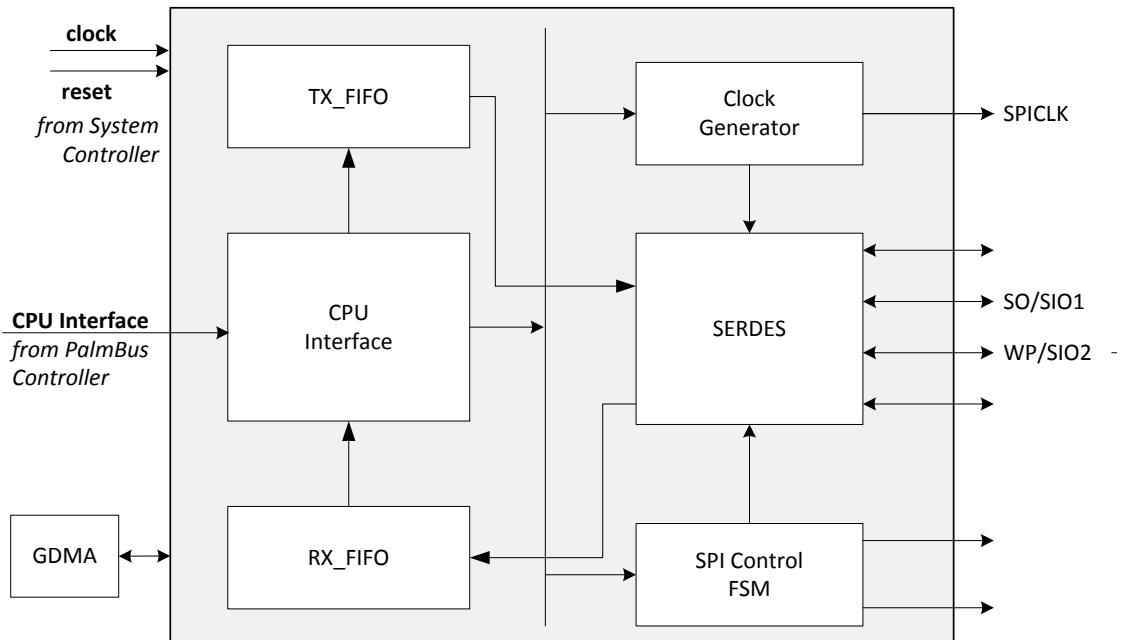 clock
reset
from System
Controller
TX_FIFO
Clock
Generator
SPICLK
CPU Interface
from PalmBus
Controller
CPU
Interface
SERDES
SO/SIO1
WP/SIO2 -
GDMA
RX_FIFO
SPI Control
FSM